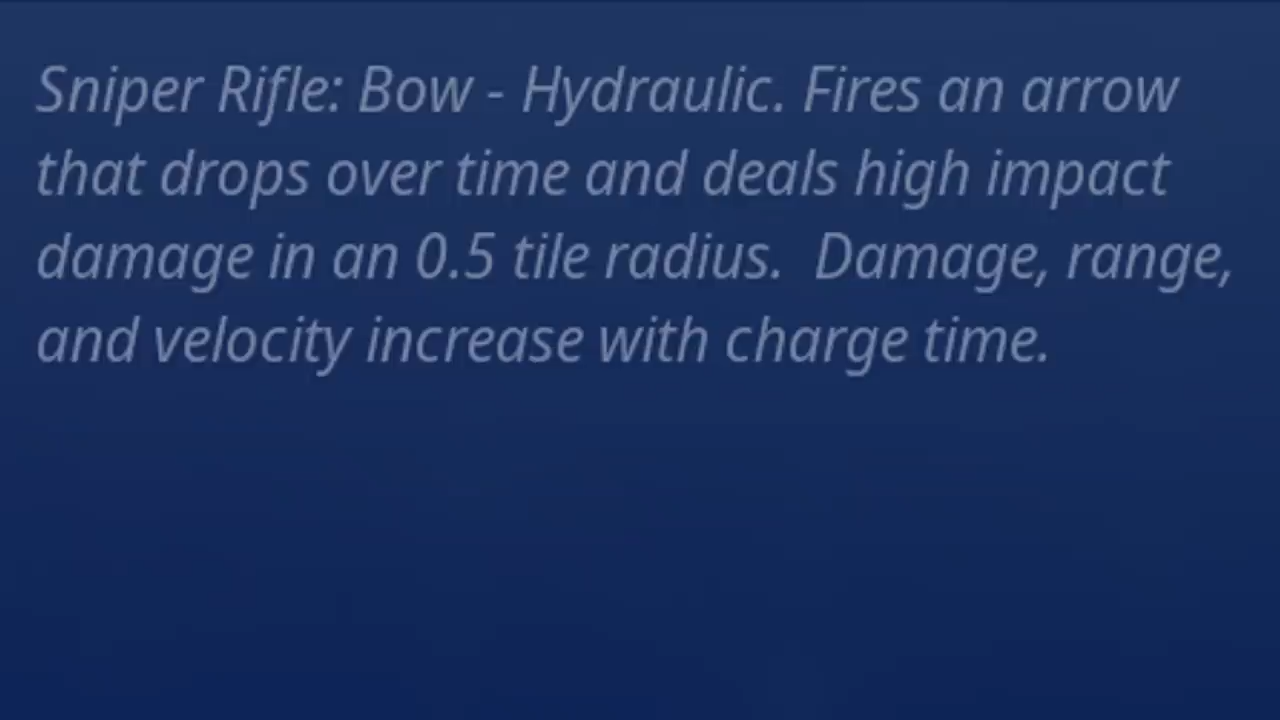 Sniper Rifle: Bow - Hydraulic. Fires an arrow
that drops over time and deals high impact
damage in an 0.5 tile radius.  Damage, range,
and velocity increase with charge time.